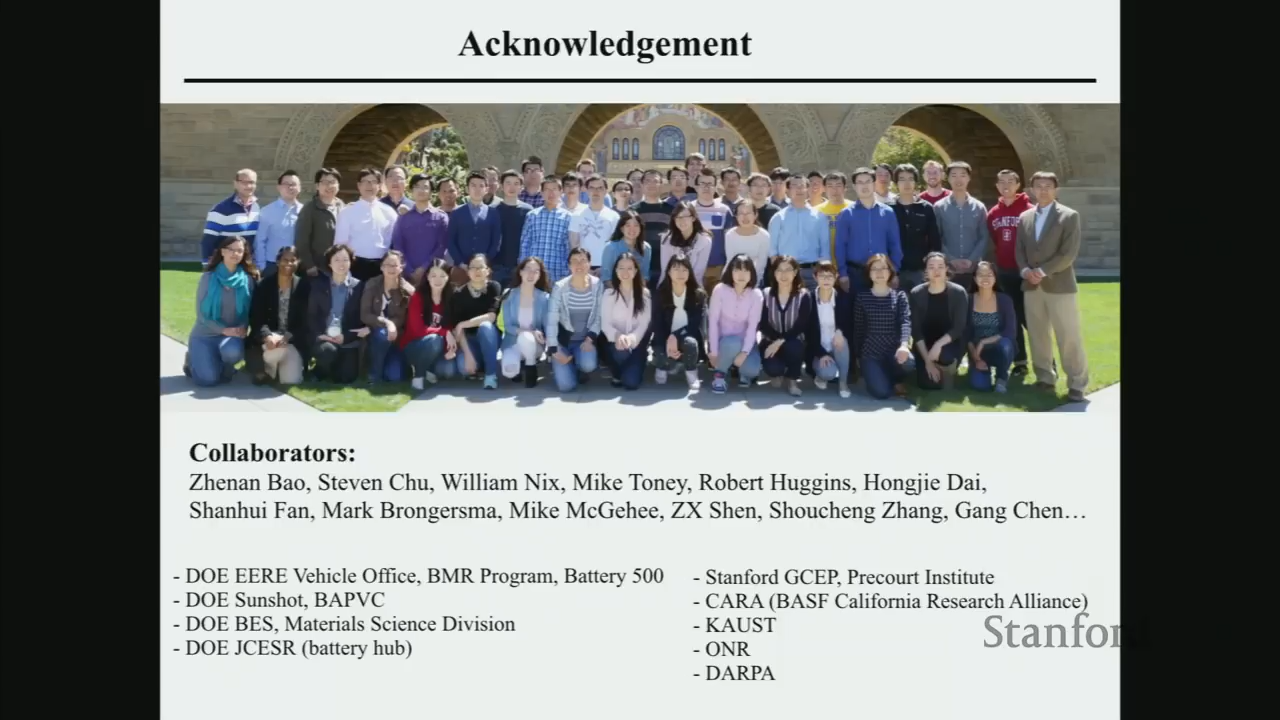 Acknowledgement
STANFORD
Collaborators:
Zhenan Bao, Steven Chu, William Nix, Mike Toney, Robert Huggins, Hongjie Dai,
Shanhui Fan, Mark Brongersma, Mike McGehee, ZX Shen, Shoucheng Zhang, Gang Chen…
- DOE EERE Vehicle Office, BMR Program, Battery 500
- DOE Sunshot, BAPVC
- DOE BES, Materials Science Division
- DOE JCESR (battery hub)
- Stanford GCEP, Precourt Institute
- CARA (BASF California Research Alliance)
- KAUST
- ONR
- DARPA
Stanford